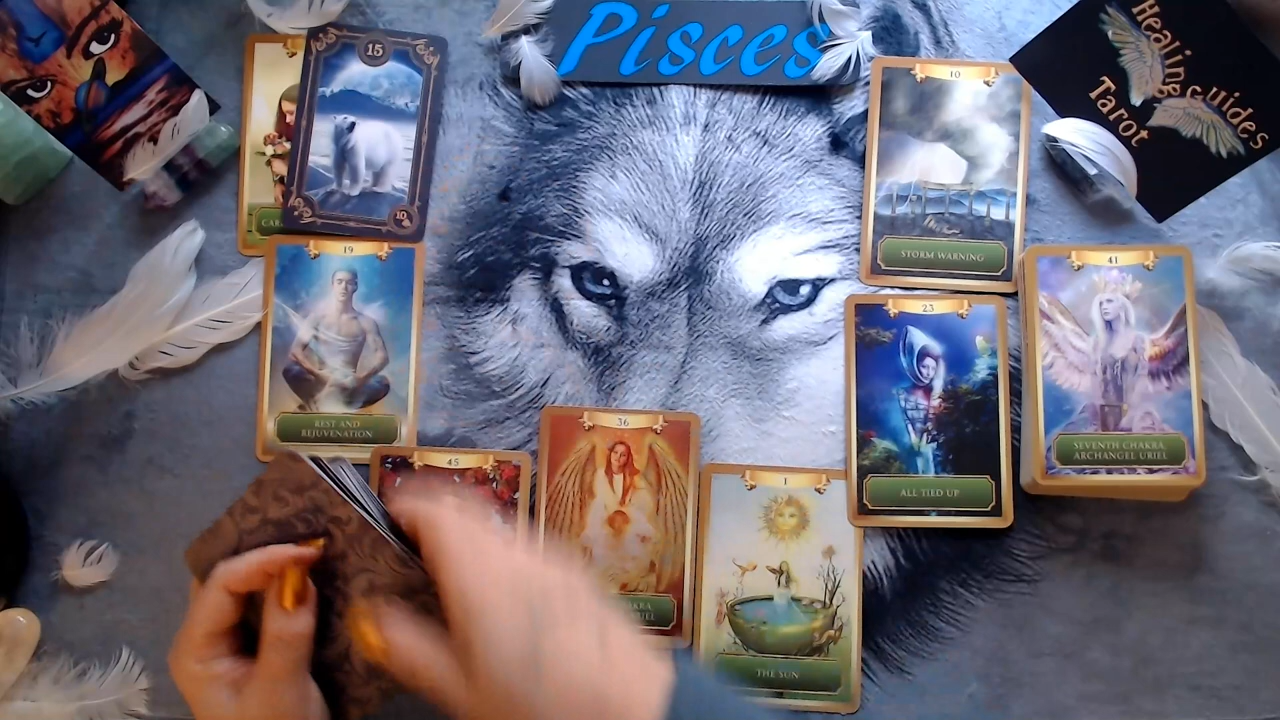 Pisces
Healing Guides
Tarot
15
10
CAR
19
REST AND
REJUVENATION
45
36
1
THE SUN
10
STORM WARNING
23
ALL TIED UP
41
SEVENTH CHAKRA
ARCHANGEL URIEL